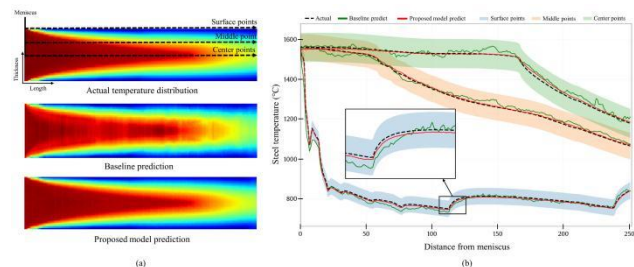 Meniscus
Surface points
Middle point
Center points
Thickness
Length
Actual temperature distribution
Baseline prediction
Proposed model prediction
(a)
Actual Baseline predict Proposed model predict Surface points Middle points Center points
1600
1400
1200
1000
800
Steel temperature (°C)
0 50 100 150 200 250
Distance from meniscus
(b)